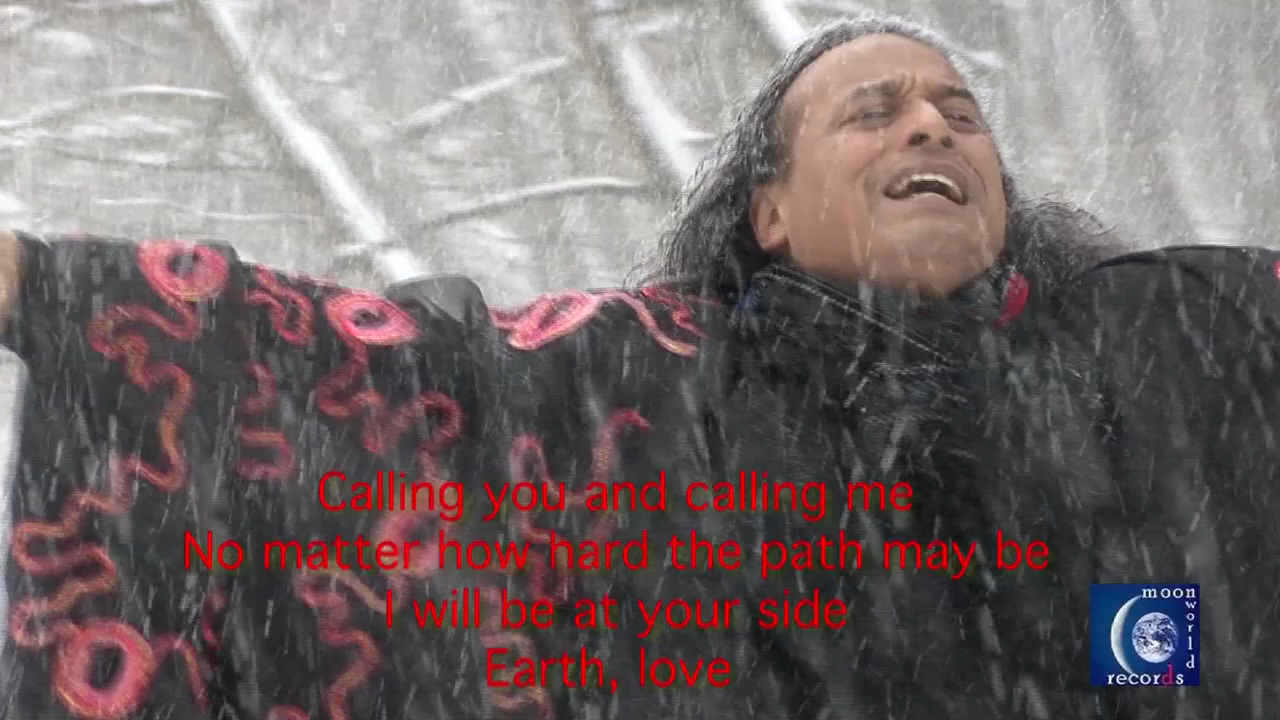 Calling you and calling me
No matter how hard the path may be
I will be at your side
Earth, love
moon
world
records